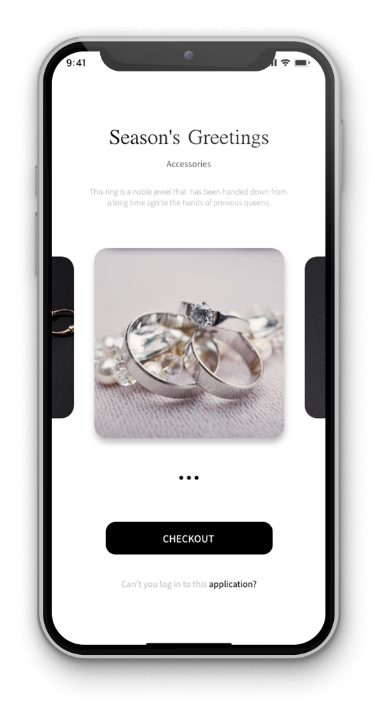 9:41
Season's Greetings
Accessories
This ring is a noble jewel that has been handed down from
a long time ago to the hands of previous queens.
CHECKOUT
Can't you log in to this application?